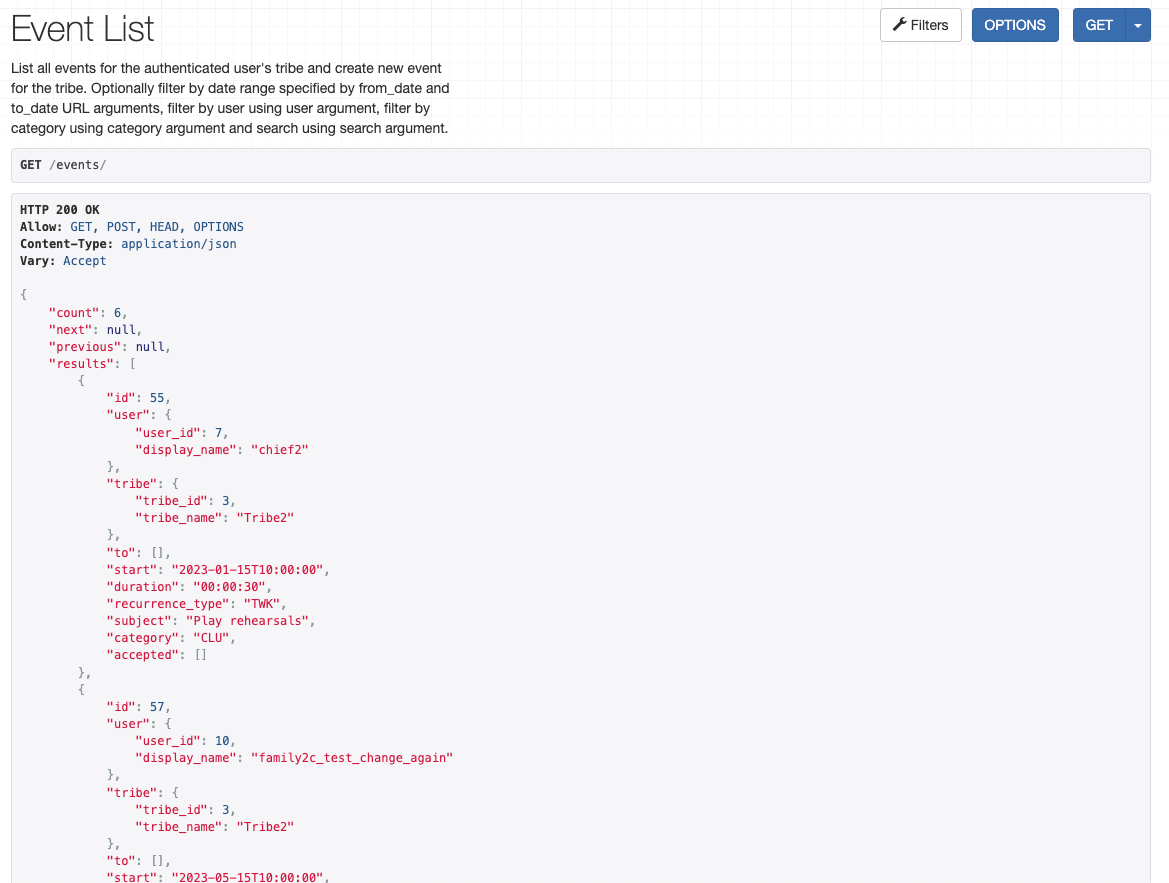 Event List
Filters
OPTIONS
GET
List all events for the authenticated user's tribe and create new event
for the tribe. Optionally filter by date range specified by from_date and
to_date URL arguments, filter by user using user argument, filter by
category using category argument and search using search argument.
GET /events/
HTTP 200 OK
Allow: GET, POST, HEAD, OPTIONS
Content-Type: application/json
Vary: Accept
{
    "count": 6,
    "next": null,
    "previous": null,
    "results": [
        {
            "id": 55,
            "user": {
                "user_id": 7,
                "display_name": "chief2"
            },
            "tribe": {
                "tribe_id": 3,
                "tribe_name": "Tribe2"
            },
            "to": [],
            "start": "2023-01-15T10:00:00",
            "duration": "00:00:30",
            "recurrence_type": "TWK",
            "subject": "Play rehearsals",
            "category": "CLU",
            "accepted": []
        },
        {
            "id": 57,
            "user": {
                "user_id": 10,
                "display_name": "family2c_test_change_again"
            },
            "tribe": {
                "tribe_id": 3,
                "tribe_name": "Tribe2"
            },
            "to": [],
            "start": "2023-05-15T10:00:00",